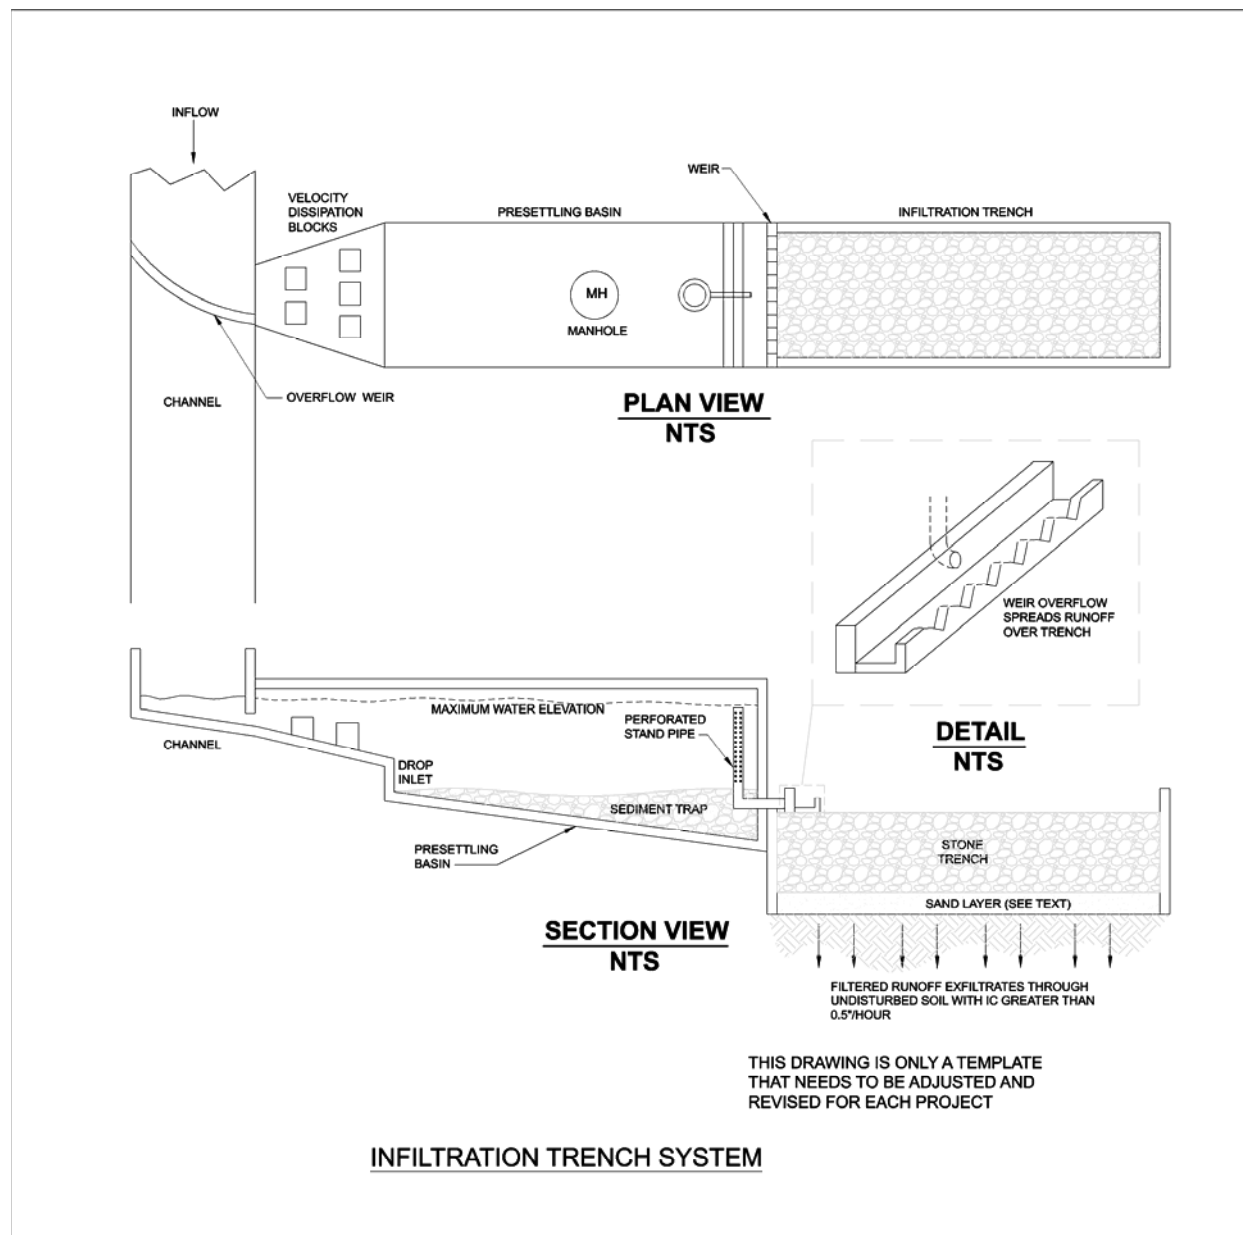 INFLOW
WEIR
VELOCITY
DISSIPATION
BLOCKS
PRESETTLING BASIN
INFILTRATION TRENCH
MH
MANHOLE
CHANNEL
OVERFLOW WEIR
PLAN VIEW
NTS
WEIR OVERFLOW
SPREADS RUNOFF
OVER TRENCH
DETAIL
NTS
MAXIMUM WATER ELEVATION
PERFORATED
STAND PIPE
CHANNEL
DROP
INLET
SEDIMENT TRAP
PRESETTLING
BASIN
STONE
TRENCH
SAND LAYER (SEE TEXT)
SECTION VIEW
NTS
FILTERED RUNOFF EXFILTRATES THROUGH
UNDISTURBED SOIL WITH IC GREATER THAN
0.5"/HOUR
THIS DRAWING IS ONLY A TEMPLATE
THAT NEEDS TO BE ADJUSTED AND
REVISED FOR EACH PROJECT
INFILTRATION TRENCH SYSTEM